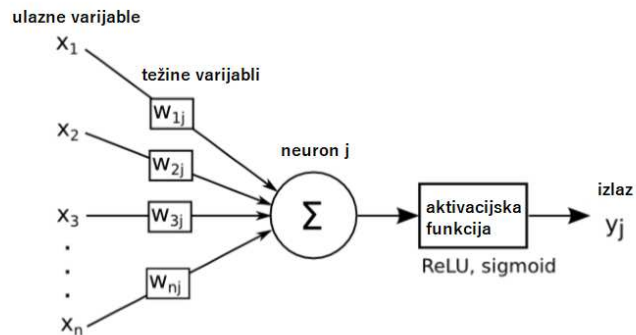 ulazne varijable
x1
težine varijabli
w1j
x2
w2j
neuron j
x3
w3j
Σ
aktivacijska
funkcija
izlaz
yj
ReLU, sigmoid
wnj
xn